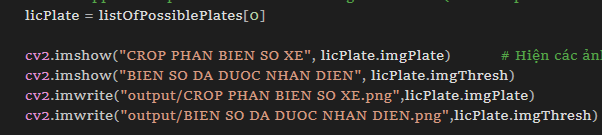 licPlate = listOfPossiblePlates[0]
cv2.imshow("CROP PHAN BIEN SO XE", licPlate.imgPlate) # Hiện các ản
cv2.imshow("BIEN SO DA DUOC NHAN DIEN", licPlate.imgThresh)
cv2.imwrite("output/CROP PHAN BIEN SO XE.png",licPlate.imgPlate)
cv2.imwrite("output/BIEN SO DA DUOC NHAN DIEN.png",licPlate.imgThresh)